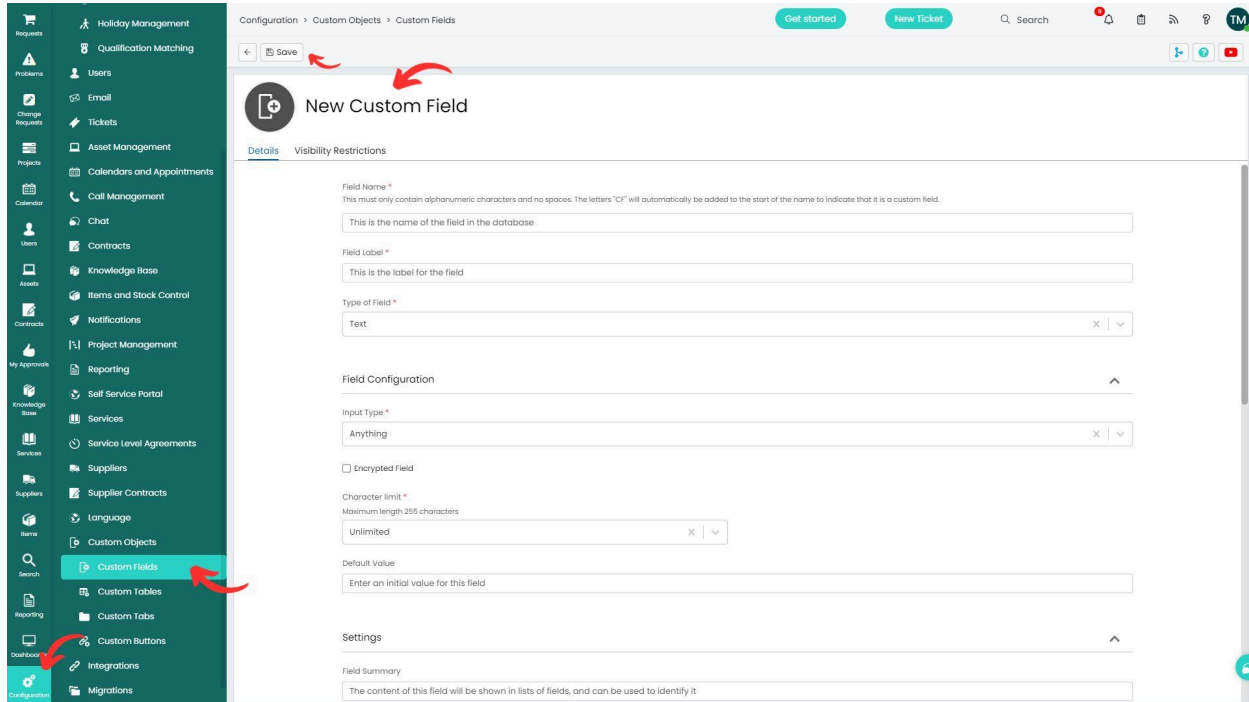 Requests
Problems
Change
Requests
Projects
Calendar
Users
Assets
Contracts
My Approvals
Knowledge
Base
Services
Suppliers
Items
Search
Reporting
Configuration
Holiday Management
Qualification Matching
Users
Email
Tickets
Asset Management
Calendars and Appointments
Call Management
Chat
Contracts
Knowledge Base
Items and Stock Control
Notifications
Project Management
Reporting
Self Service Portal
Services
Service Level Agreements
Suppliers
Supplier Contracts
Language
Custom Objects
Custom Fields
Custom Tables
Custom Tabs
Custom Buttons
Integrations
Migrations
Configuration > Custom Objects > Custom Fields
Get started
New Ticket
Search
TM
Save
New Custom Field
Details Visibility Restrictions
Field Name *
This must only contain alphanumeric characters and no spaces. The letters "CF" will automatically be added to the start of the name to indicate that it is a custom field.
This is the name of the field in the database
Field Label *
This is the label for the field
Type of Field *
Text
Field Configuration
Input Type *
Anything
Encrypted Field
Character limit *
Maximum length 255 characters
Unlimited
Default Value
Enter an initial value for this field
Settings
Field Summary
The content of this field will be shown in lists of fields, and can be used to identify it